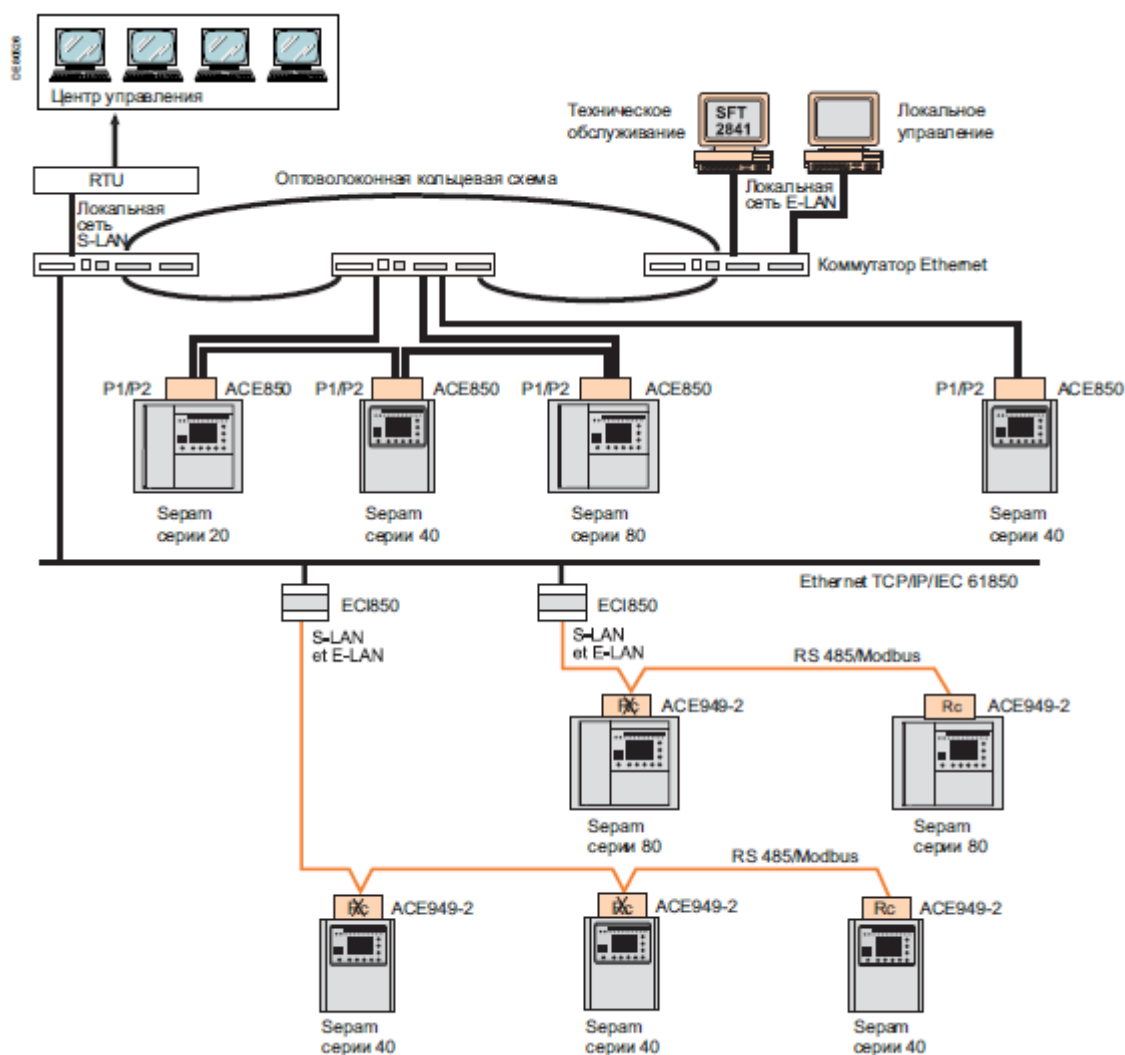 DE80526
Центр управления
RTU
Локальная
сеть
S-LAN
Оптоволоконная кольцевая схема
Техническое
обслуживание
SFT
2841
Локальное
управление
Локальная
сеть E-LAN
Коммутатор Ethernet
P1/P2
ACE850
P1/P2
ACE850
P1/P2
ACE850
P1/P2
ACE850
Sepam
серии 20
Sepam
серии 40
Sepam
серии 80
Sepam
серии 40
Ethernet TCP/IP/IEC 61850
ECI850
S-LAN
et E-LAN
ECI850
S-LAN
et E-LAN
RS 485/Modbus
Rc
ACE949-2
Rc
ACE949-2
Sepam
серии 80
Sepam
серии 80
RS 485/Modbus
Rc
ACE949-2
Rc
ACE949-2
Rc
ACE949-2
Sepam
серии 40
Sepam
серии 40
Sepam
серии 40